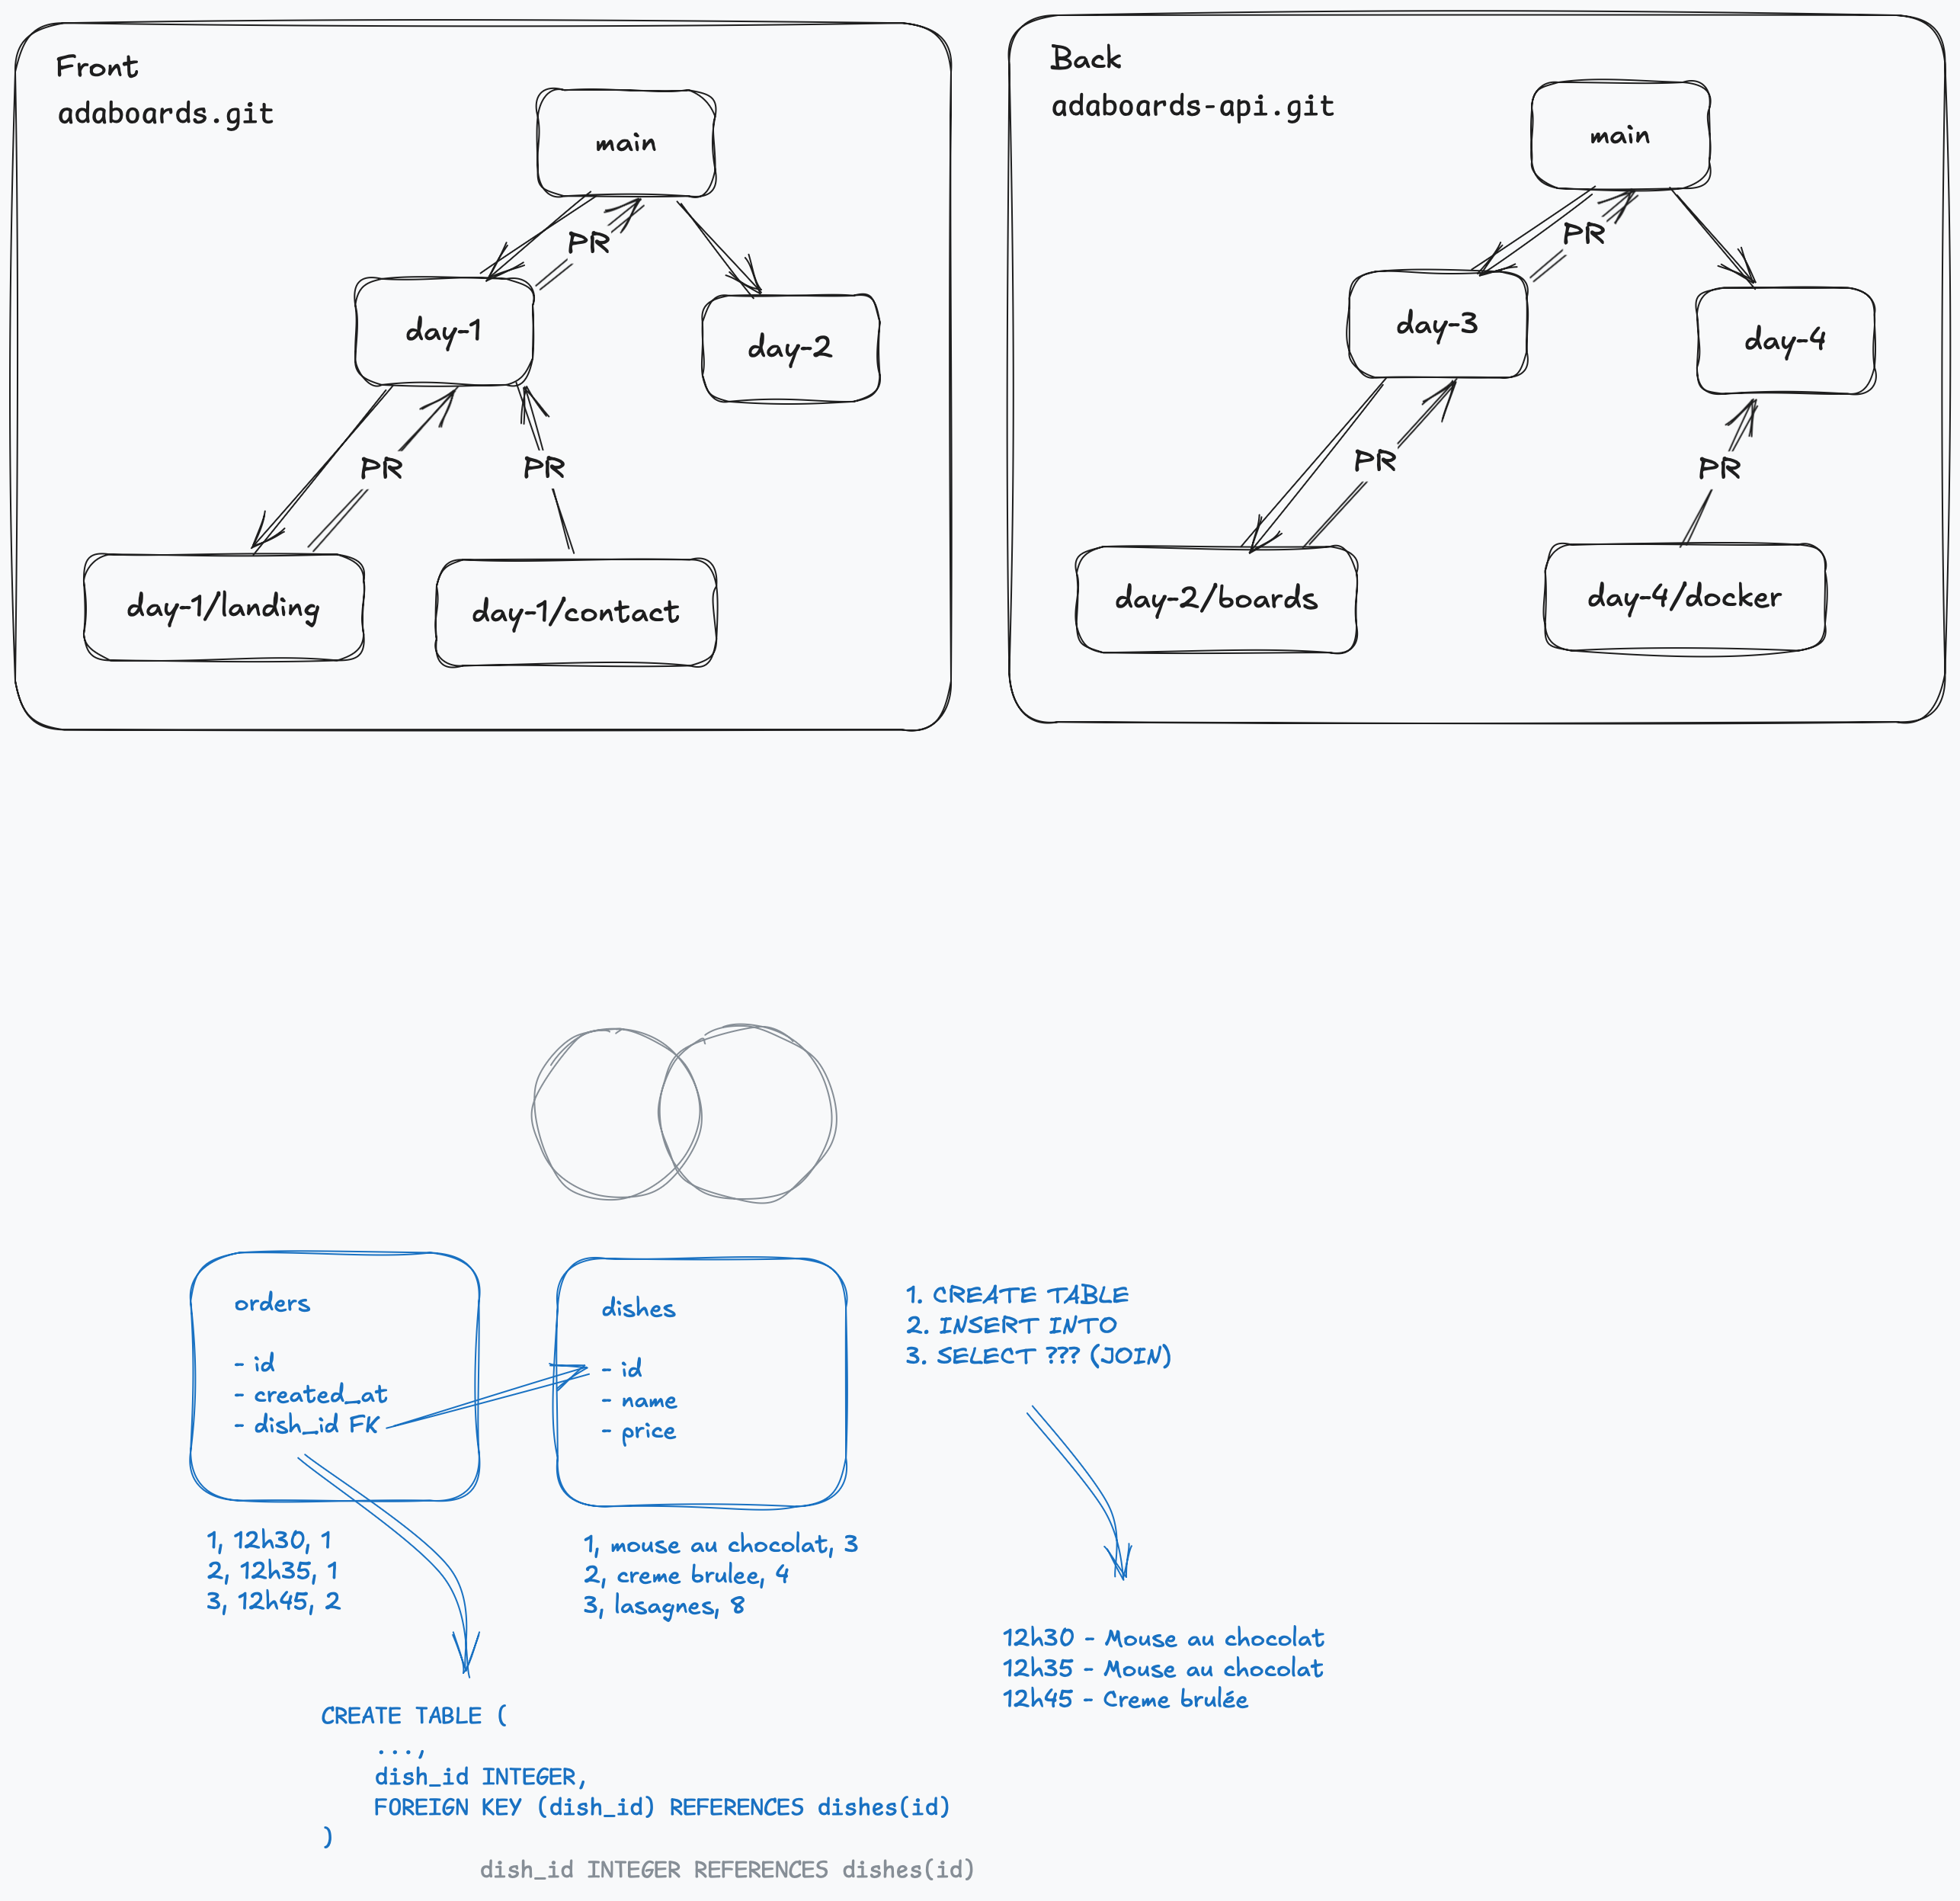 Front
adaboards.git
main
PR
day-1
day-2
PR
PR
day-1/landing
day-1/contact
Back
adaboards-api.git
main
PR
day-3
day-4
PR
PR
day-2/boards
day-4/docker
orders
- id
- created_at
- dish_id FK
dishes
- id
- name
- price
1. CREATE TABLE
2. INSERT INTO
3. SELECT ??? (JOIN)
1, 12h30, 1
2, 12h35, 1
3, 12h45, 2
1, mouse au chocolat, 3
2, creme brulee, 4
3, lasagnes, 8
12h30 - Mouse au chocolat
12h35 - Mouse au chocolat
12h45 - Creme brulée
CREATE TABLE (
...,
dish_id INTEGER,
FOREIGN KEY (dish_id) REFERENCES dishes(id)
)
dish_id INTEGER REFERENCES dishes(id)